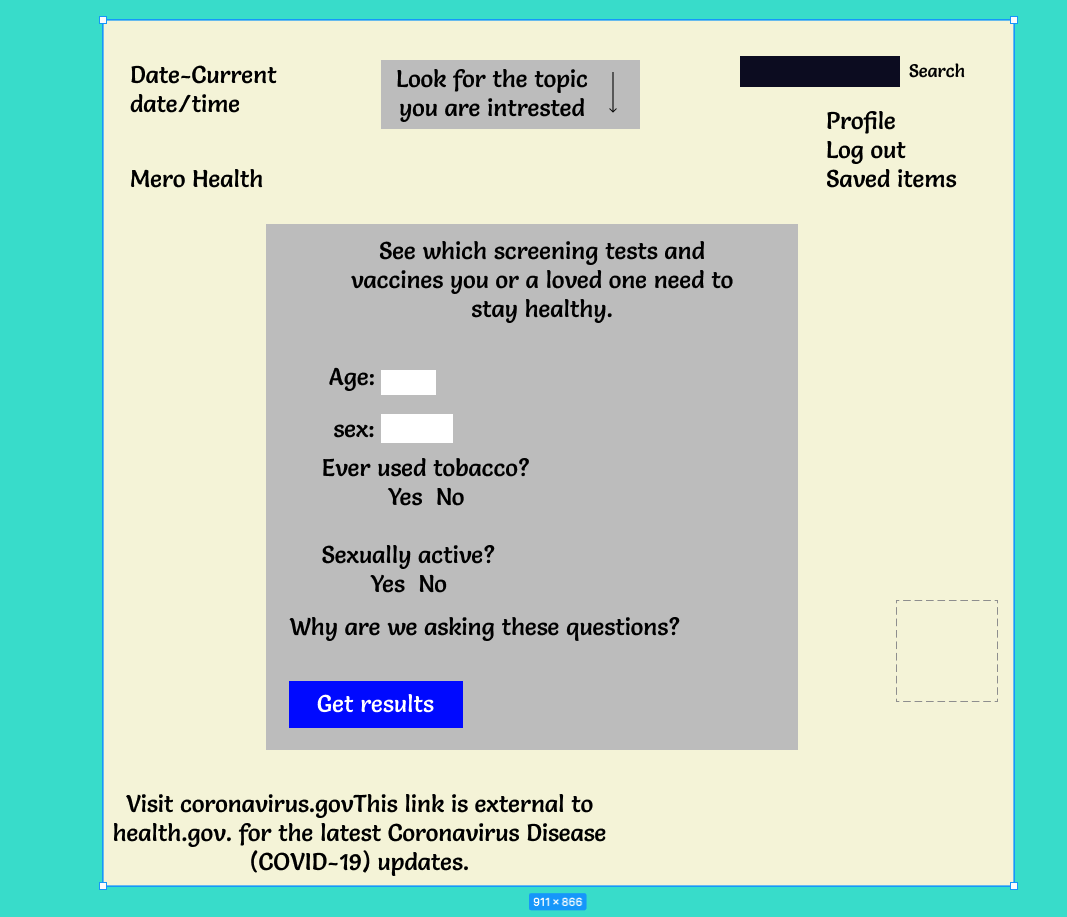 Date-Current
date/time
Look for the topic
you are intrested
Search
Profile
Log out
Saved items
Mero Health
See which screening tests and
vaccines you or a loved one need to
stay healthy.
Age:
sex:
Ever used tobacco?
Yes No
Sexually active?
Yes No
Why are we asking these questions?
Get results
Visit coronavirus.govThis link is external to
health.gov. for the latest Coronavirus Disease
(COVID-19) updates.
911 × 866